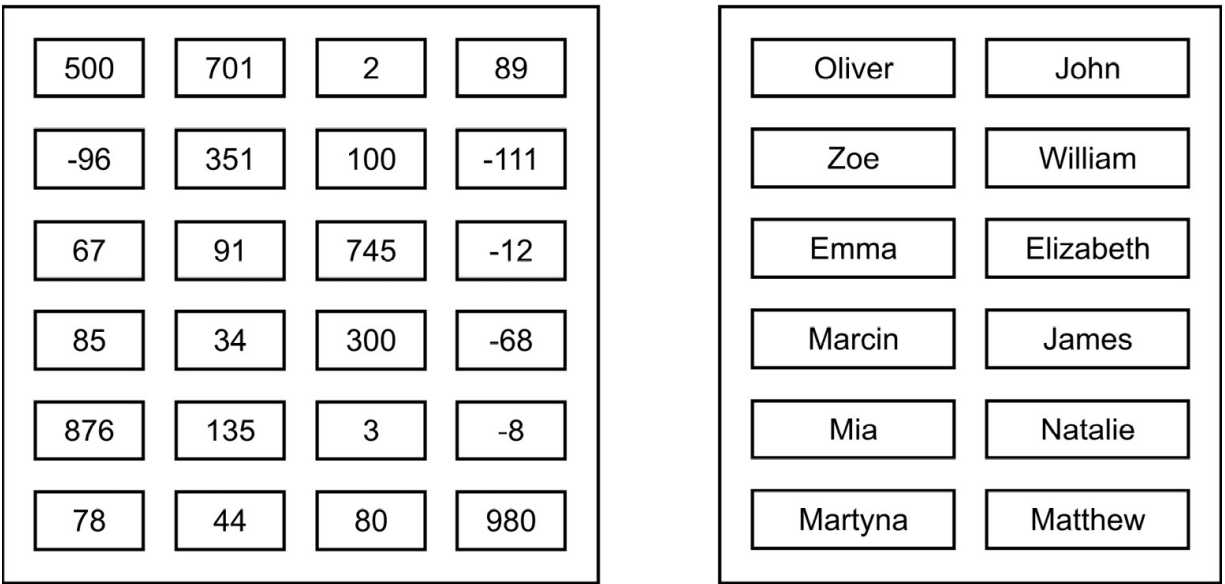 500 701 2 89
-96 351 100 -111
67 91 745 -12
85 34 300 -68
876 135 3 -8
78 44 80 980
Oliver John
Zoe William
Emma Elizabeth
Marcin James
Mia Natalie
Martyna Matthew